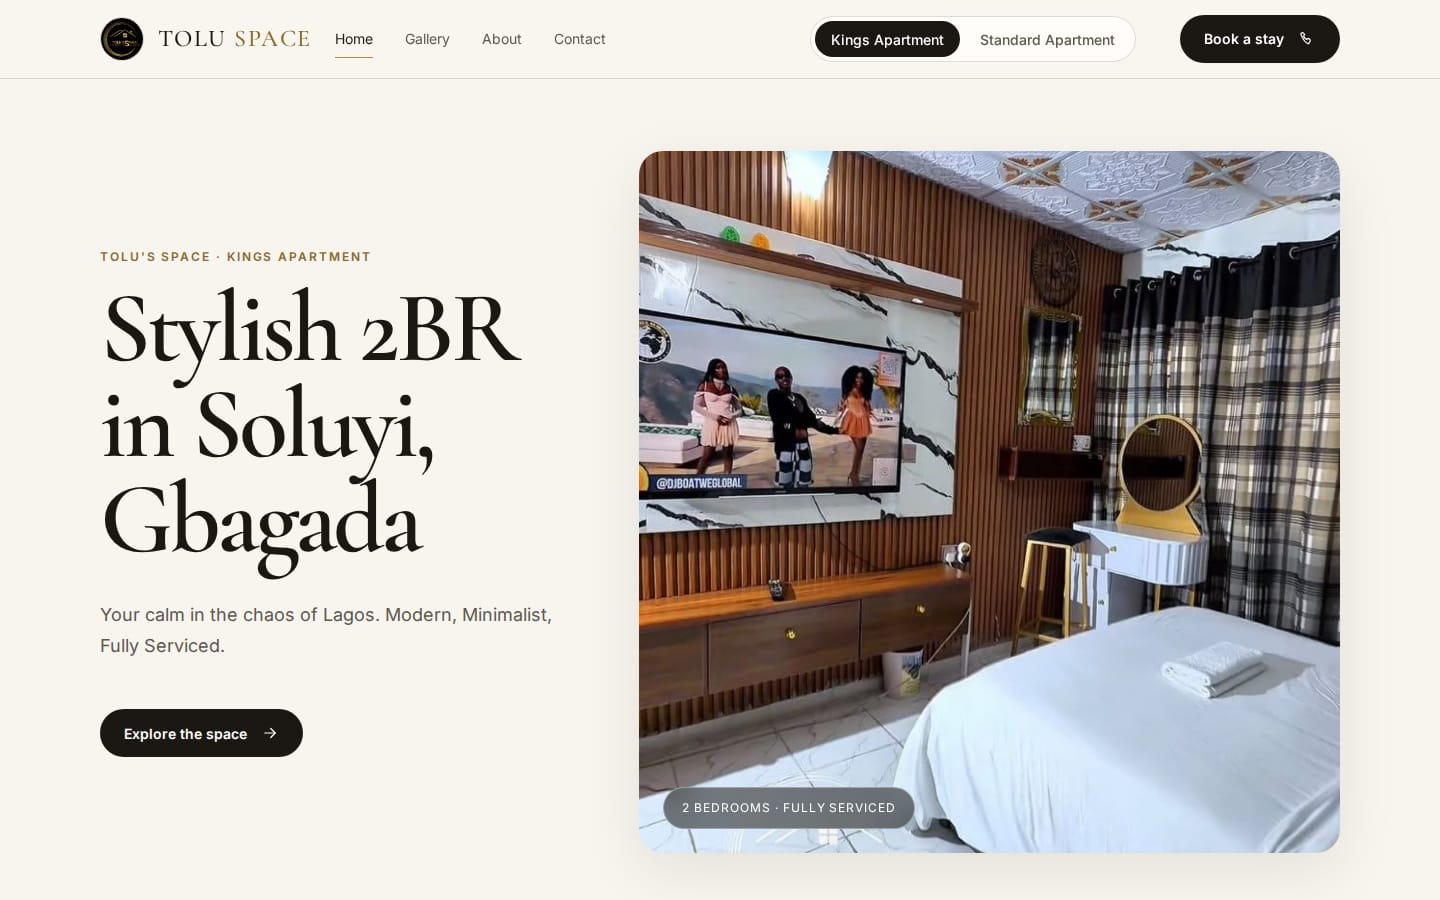 TOLU SPACE
Home
Gallery
About
Contact
Kings Apartment
Standard Apartment
Book a stay
TOLU'S SPACE · KINGS APARTMENT
Stylish 2BR
in Soluyi,
Gbagada
Your calm in the chaos of Lagos. Modern, Minimalist,
Fully Serviced.
Explore the space
@DJBOATWEGLOBAL
2 BEDROOMS · FULLY SERVICED